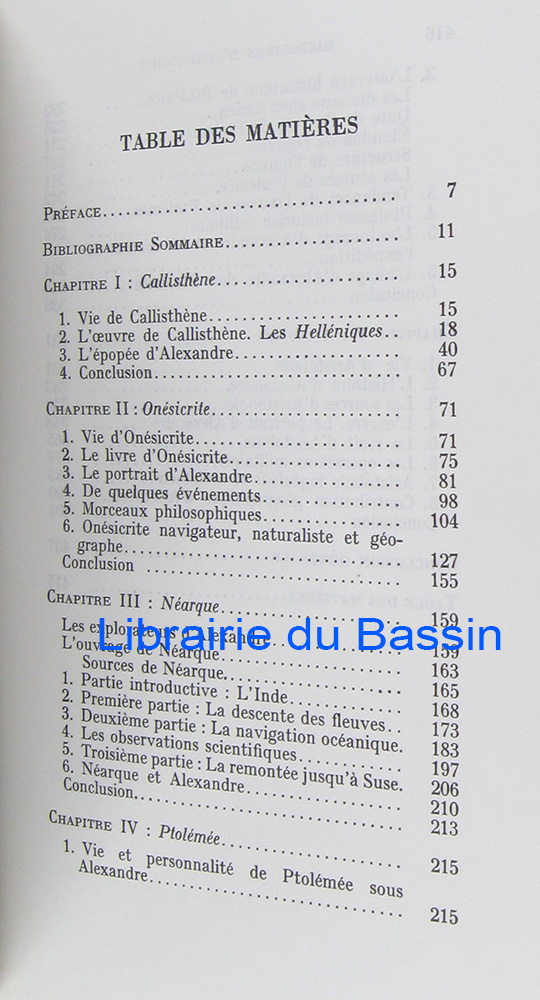 TABLE DES MATIÈRES
PRÉFACE................................. 7
BIBLIOGRAPHIE SOMMAIRE.................... 11
CHAPITRE I : Callisthène..................... 15
1. Vie de Callisthène...................... 15
2. L'œuvre de Callisthène. Les Helléniques.. 18
3. L'épopée d'Alexandre................... 40
4. Conclusion............................ 67
CHAPITRE II : Onésicrite..................... 71
1. Vie d'Onésicrite....................... 71
2. Le livre d'Onésicrite................... 75
3. Le portrait d'Alexandre................. 81
4. De quelques événements................ 98
5. Morceaux philosophiques................ 104
6. Onésicrite navigateur, naturaliste et géo-
graphe.............................. 127
Conclusion ............................ 155
CHAPITRE III : Néarque..................... 159
Les explorateurs d'Alexandre............... 159
Librairie du Bassin
L'ouvrage de Néarque..................... 163
Sources de Néarque..................... 165
1. Partie introductive : L'Inde.............. 168
2. Première partie : La descente des fleuves.. 173
3. Deuxième partie : La navigation océanique. 183
4. Les observations scientifiques............ 197
5. Troisième partie : La remontée jusqu'à Suse. 206
6. Néarque et Alexandre.................. 210
Conclusion.............................. 213
CHAPITRE IV : Ptolémée..................... 215
1. Vie et personnalité de Ptolémée sous
Alexandre............................ 215